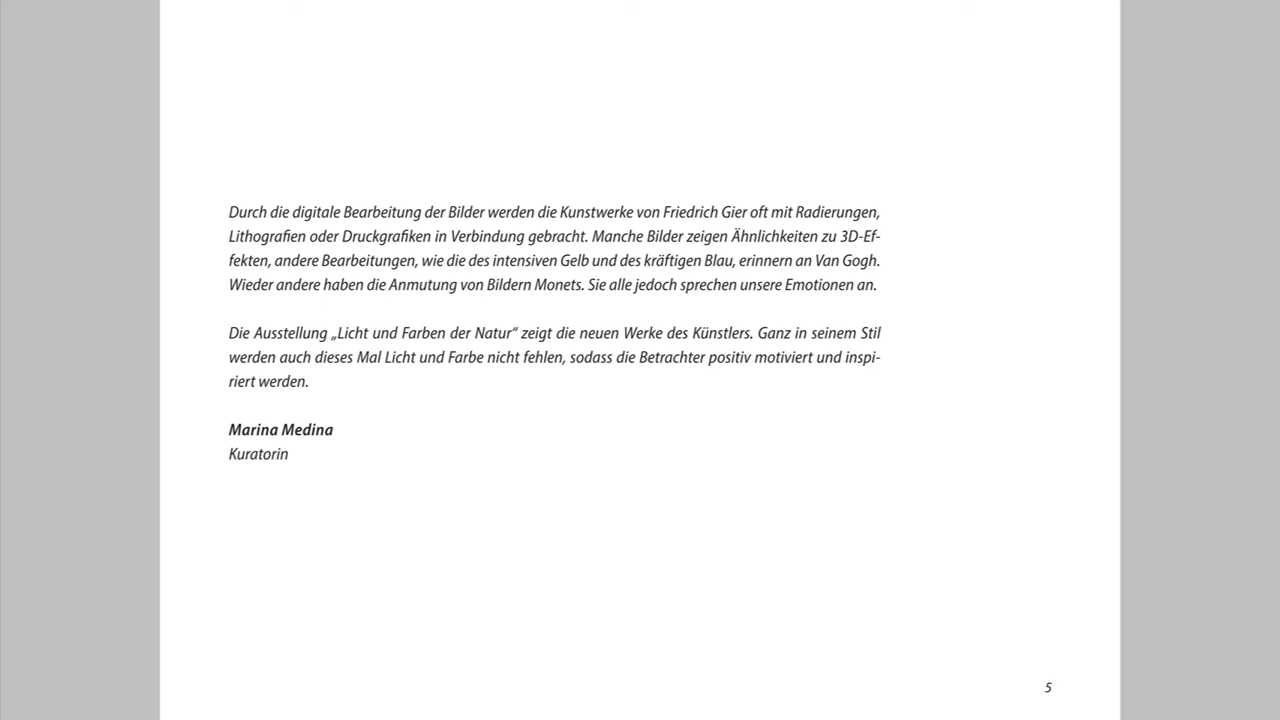 Durch die digitale Bearbeitung der Bilder werden die Kunstwerke von Friedrich Gier oft mit Radierungen,
Lithografien oder Druckgrafiken in Verbindung gebracht. Manche Bilder zeigen Ähnlichkeiten zu 3D-Ef-
fekten, andere Bearbeitungen, wie die des intensiven Gelb und des kräftigen Blau, erinnern an Van Gogh.
Wieder andere haben die Anmutung von Bildern Monets. Sie alle jedoch sprechen unsere Emotionen an.
Die Ausstellung „Licht und Farben der Natur“ zeigt die neuen Werke des Künstlers. Ganz in seinem Stil
werden auch dieses Mal Licht und Farbe nicht fehlen, sodass die Betrachter positiv motiviert und inspi-
riert werden.
Marina Medina
Kuratorin
5